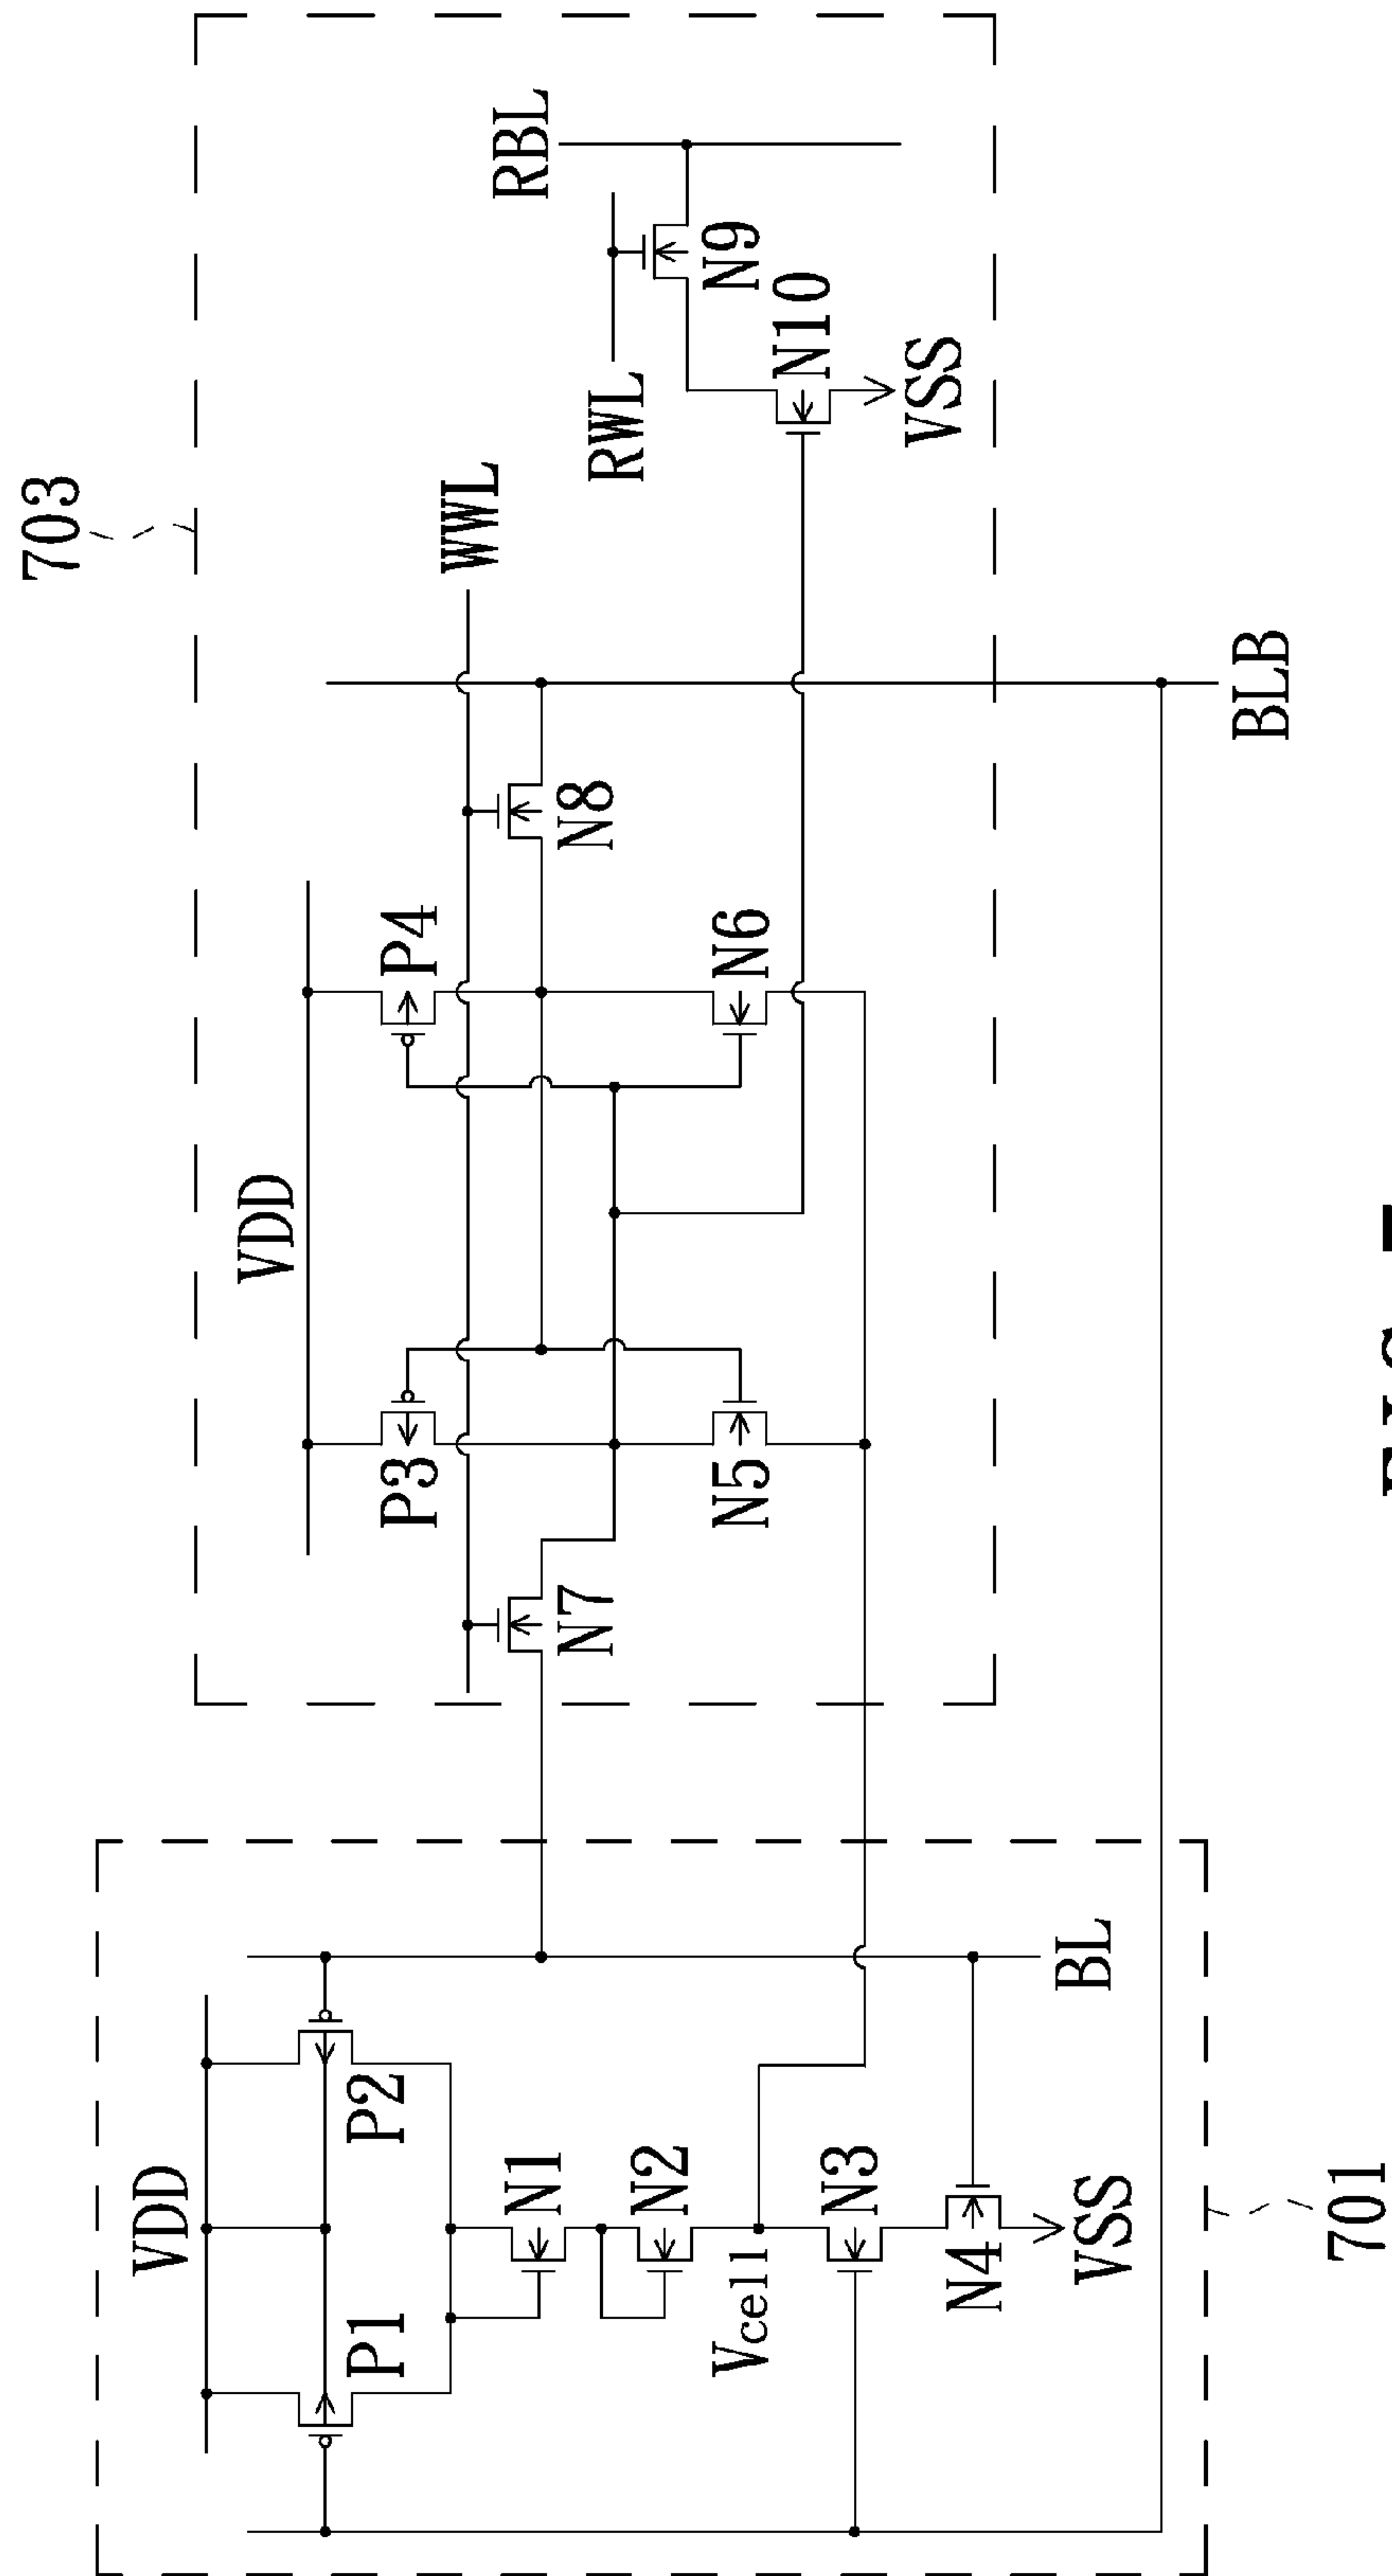 703
VDD
P3
P4
WWL
RBL
RWL
N7
N8
N9
N5
N6
N10
VSS
BLB
VDD
P1
P2
N1
N2
Vcell
N3
N4
BL
VSS
701